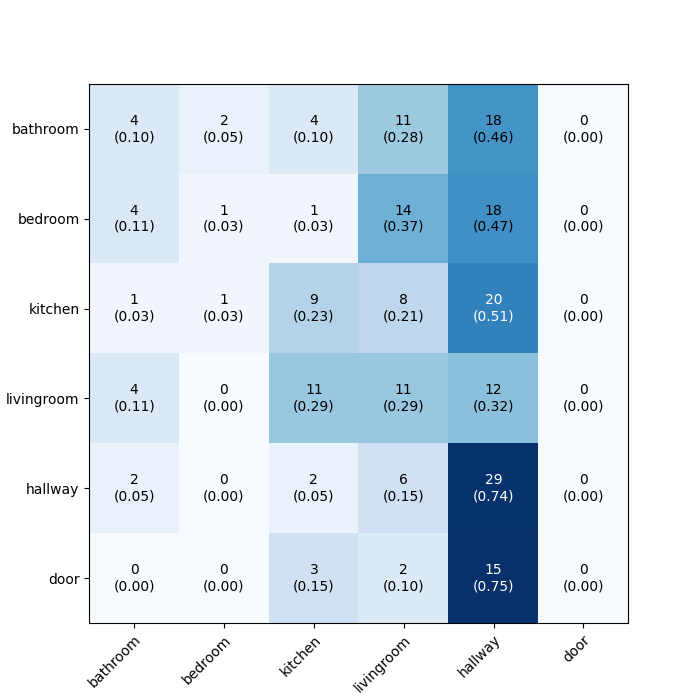 bathroom 4 2 4 11 18 0
(0.10) (0.05) (0.10) (0.28) (0.46) (0.00)
bedroom 4 1 1 14 18 0
(0.11) (0.03) (0.03) (0.37) (0.47) (0.00)
kitchen 1 1 9 8 20 0
(0.03) (0.03) (0.23) (0.21) (0.51) (0.00)
livingroom 4 0 11 11 12 0
(0.11) (0.00) (0.29) (0.29) (0.32) (0.00)
hallway 2 0 2 6 29 0
(0.05) (0.00) (0.05) (0.15) (0.74) (0.00)
door 0 0 3 2 15 0
(0.00) (0.00) (0.15) (0.10) (0.75) (0.00)
bathroom bedroom kitchen livingroom hallway door